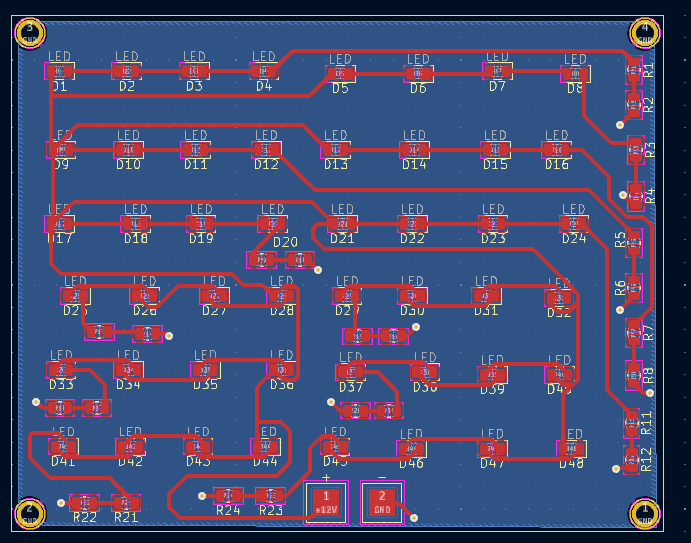 3 GND
4 GND
LED LED LED LED LED LED LED LED
D1 D2 D3 D4 D5 D6 D7 D8
R1
R2
LED LED LED LED LED LED LED LED
D9 D10 D11 D12 D13 D14 D15 D16
R3
R4
LED LED LED LED LED LED LED LED
D17 D18 D19 D20 D21 D22 D23 D24
R5
R6
LED LED LED LED LED LED LED ED
D25 D26 D27 D28 D29 D30 D31 D32
R7
LED LED LED LED LED LED LED LED
D33 D34 D35 D36 D37 D38 D39 D40
R8
R11
LED LED LED LED LED LED LED LED
D41 D42 D43 D44 D45 D46 D47 D48
R12
+ −
1 2
+12V GND
R22 R21 R24 R23
2 GND
1 GND